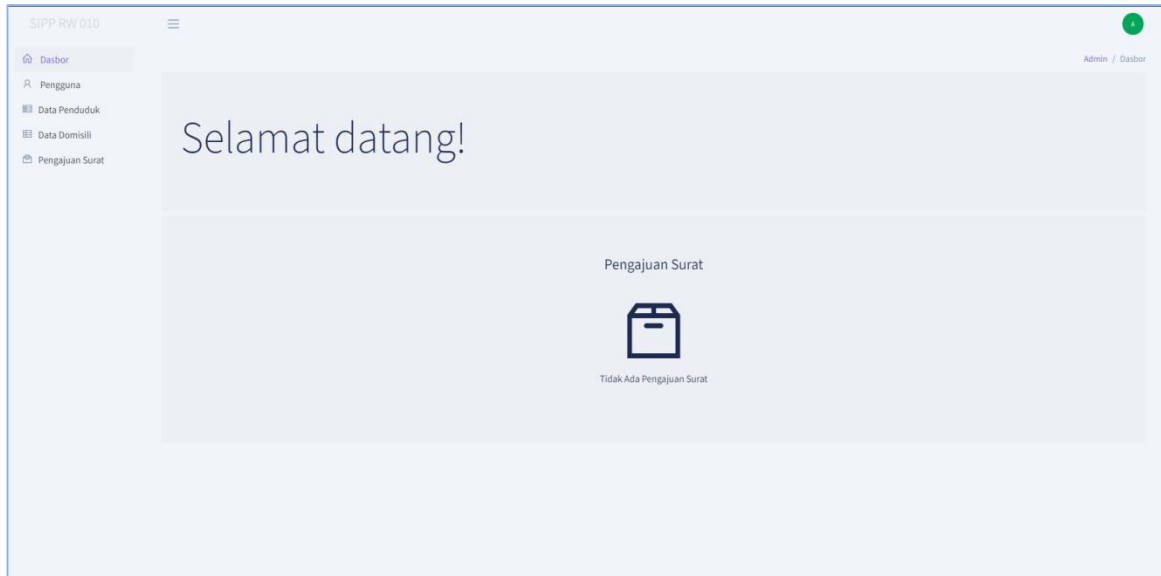 SIPP RW 010
A
Dasbor
Admin / Dasbor
Pengguna
Data Penduduk
Data Domisili
Pengajuan Surat
Selamat datang!
Pengajuan Surat
Tidak Ada Pengajuan Surat